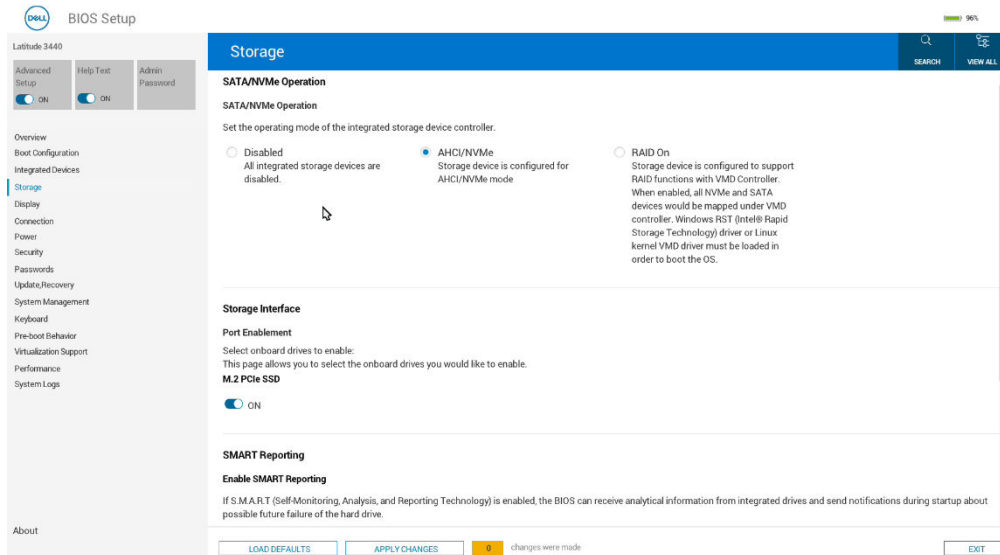 DELL
BIOS Setup
96%
Latitude 3440
Advanced Setup
ON
Help Text
ON
Admin Password
Overview
Boot Configuration
Integrated Devices
Storage
Display
Connection
Power
Security
Passwords
Update,Recovery
System Management
Keyboard
Pre-boot Behavior
Virtualization Support
Performance
System Logs
About
Storage
SEARCH
VIEW ALL
SATA/NVMe Operation
SATA/NVMe Operation
Set the operating mode of the integrated storage device controller.
Disabled
All integrated storage devices are
disabled.
AHCI/NVMe
Storage device is configured for
AHCI/NVMe mode
RAID On
Storage device is configured to support
RAID functions with VMD Controller.
When enabled, all NVMe and SATA
devices would be mapped under VMD
controller. Windows RST (Intel® Rapid
Storage Technology) driver or Linux
kernel VMD driver must be loaded in
order to boot the OS.
Storage Interface
Port Enablement
Select onboard drives to enable:
This page allows you to select the onboard drives you would like to enable.
M.2 PCIe SSD
ON
SMART Reporting
Enable SMART Reporting
If S.M.A.R.T (Self-Monitoring, Analysis, and Reporting Technology) is enabled, the BIOS can receive analytical information from integrated drives and send notifications during startup about
possible future failure of the hard drive.
LOAD DEFAULTS
APPLY CHANGES
0 changes were made
EXIT